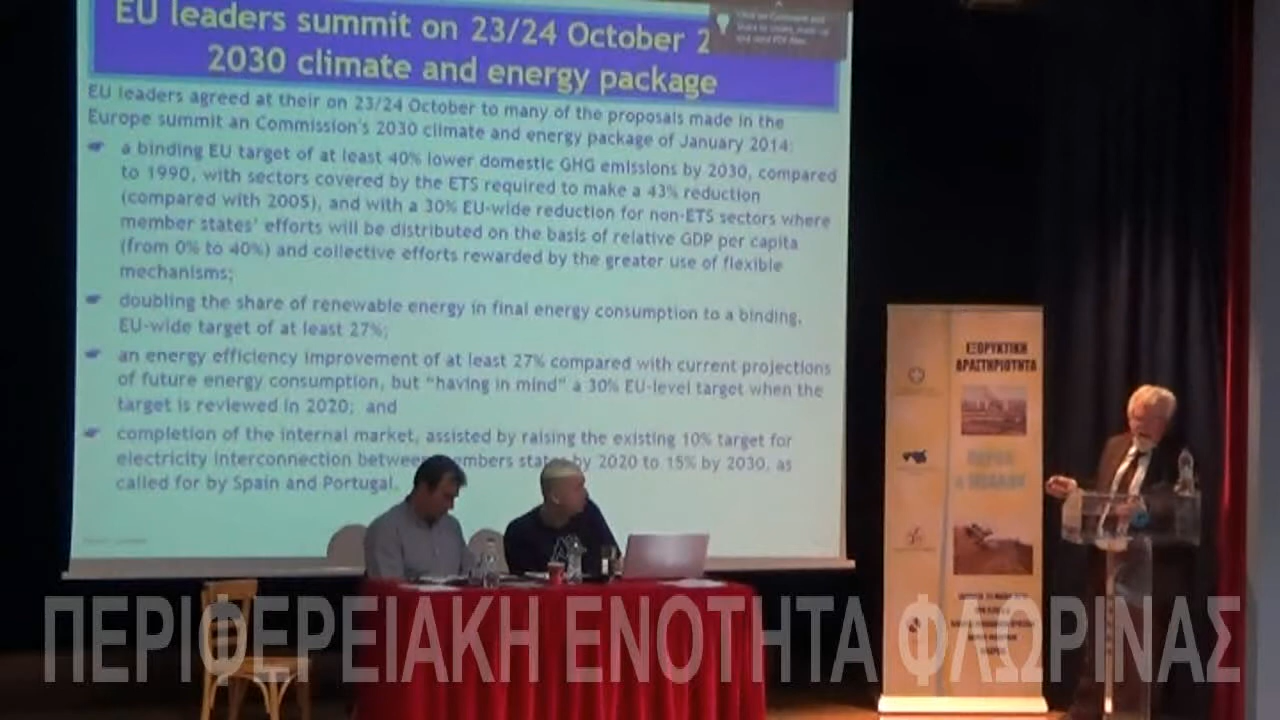 EU leaders summit on 23/24 October 2
2030 climate and energy package
EU leaders agreed at their on 23/24 October to many of the proposals made in the
Europe summit an Commission's 2030 climate and energy package of January 2014:
a binding EU target of at least 40% lower domestic GHG emissions by 2030, compared
to 1990, with sectors covered by the ETS required to make a 43% reduction
(compared with 2005), and with a 30% EU-wide reduction for non-ETS sectors where
member states' efforts will be distributed on the basis of relative GDP per capita
(from 0% to 40%) and collective efforts rewarded by the greater use of flexible
mechanisms;
doubling the share of renewable energy in final energy consumption to a binding,
EU-wide target of at least 27%;
an energy efficiency improvement of at least 27% compared with current projections
of future energy consumption, but “having in mind” a 30% EU-level target when the
target is reviewed in 2020; and
completion of the internal market, assisted by raising the existing 10% target for
electricity interconnection between members states by 2020 to 15% by 2030, as
called for by Spain and Portugal.
ΕΞΟΡΥΚΤΙΚΗ
ΔΡΑΣΤΗΡΙΟΤΗΤΑ
ΠΕΡΙΦΕΡΕΙΑΚΗ ΕΝΟΤΗΤΑ ΦΛΩΡΙΝΑΣ